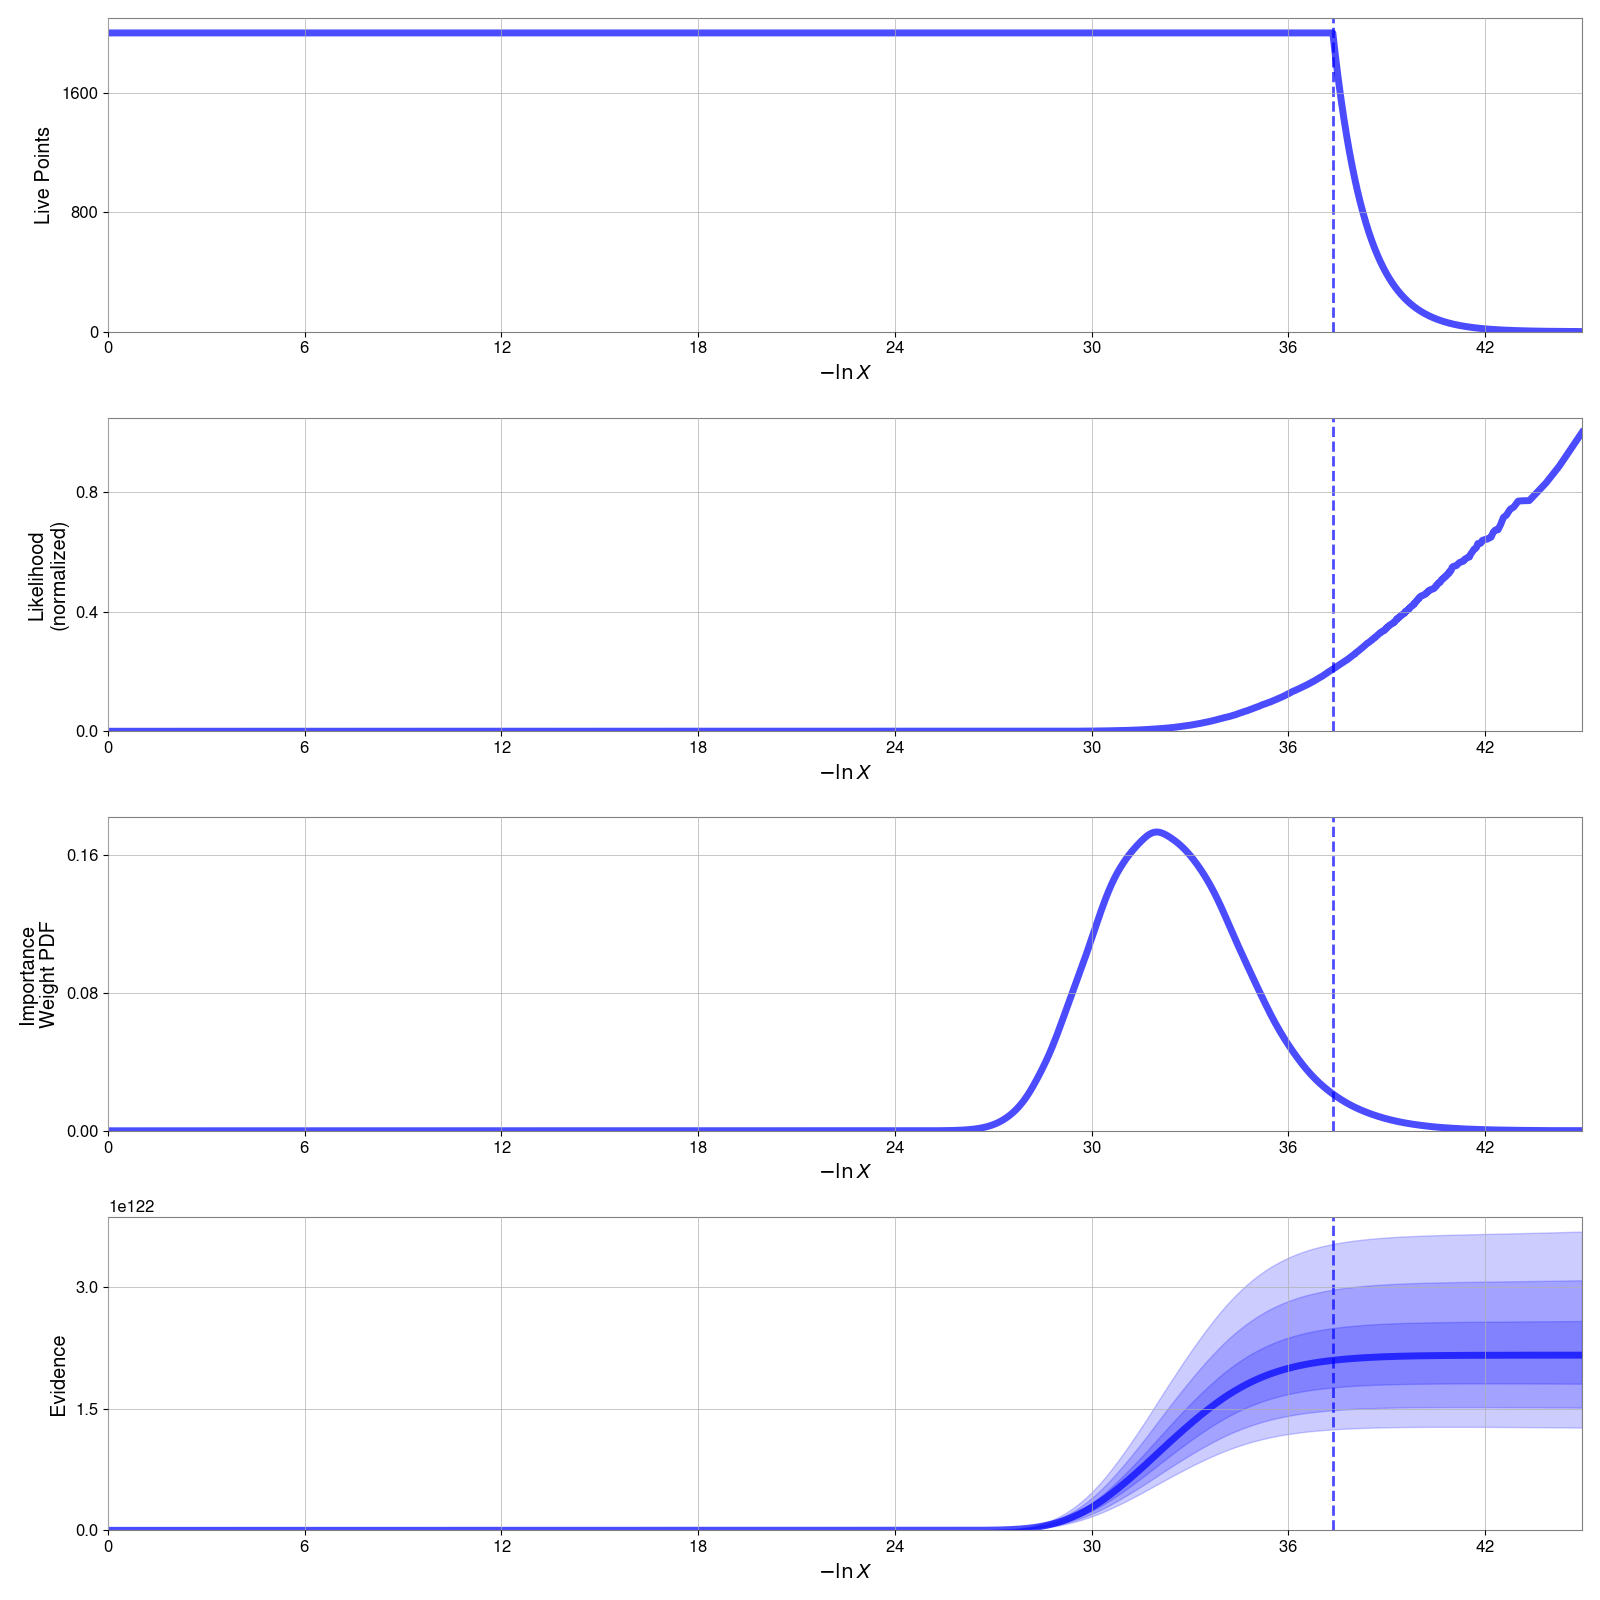 1600
800
0
Live Points
0 6 12 18 24 30 36 42
−ln X
0.8
0.4
0.0
Likelihood
(normalized)
0 6 12 18 24 30 36 42
−ln X
0.16
0.08
0.00
Importance
Weight PDF
0 6 12 18 24 30 36 42
−ln X
1e122
3.0
1.5
0.0
Evidence
0 6 12 18 24 30 36 42
−ln X